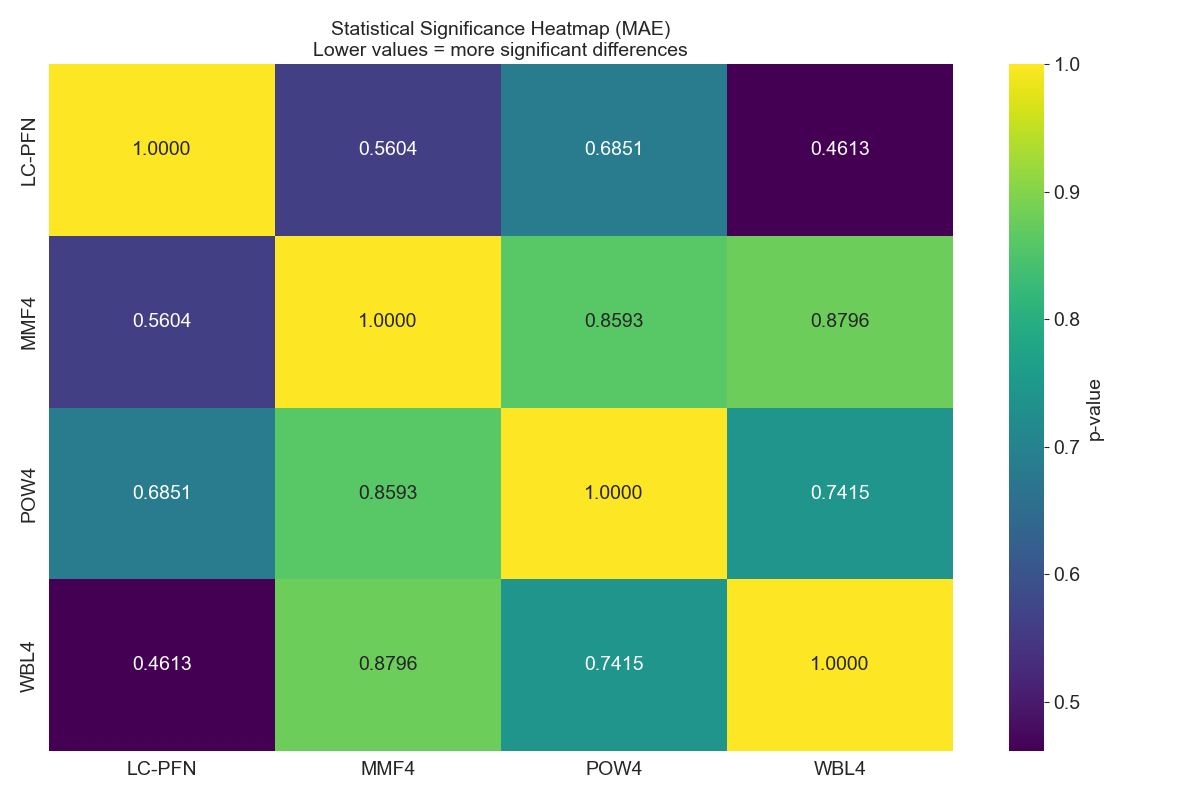 Statistical Significance Heatmap (MAE)
Lower values = more significant differences
LC-PFN
1.0000
0.5604
0.6851
0.4613
MMF4
0.5604
1.0000
0.8593
0.8796
POW4
0.6851
0.8593
1.0000
0.7415
WBL4
0.4613
0.8796
0.7415
1.0000
LC-PFN
MMF4
POW4
WBL4
1.0
0.9
0.8
0.7
0.6
0.5
p-value